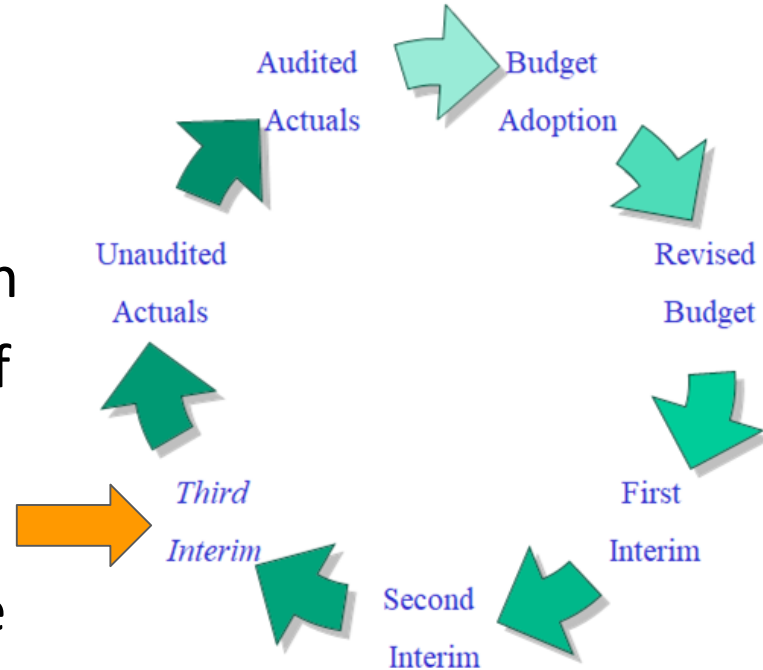 Audited
Actuals
Budget
Adoption
Revised
Budget
First
Interim
Second
Interim
Third
Interim
Unaudited
Actuals